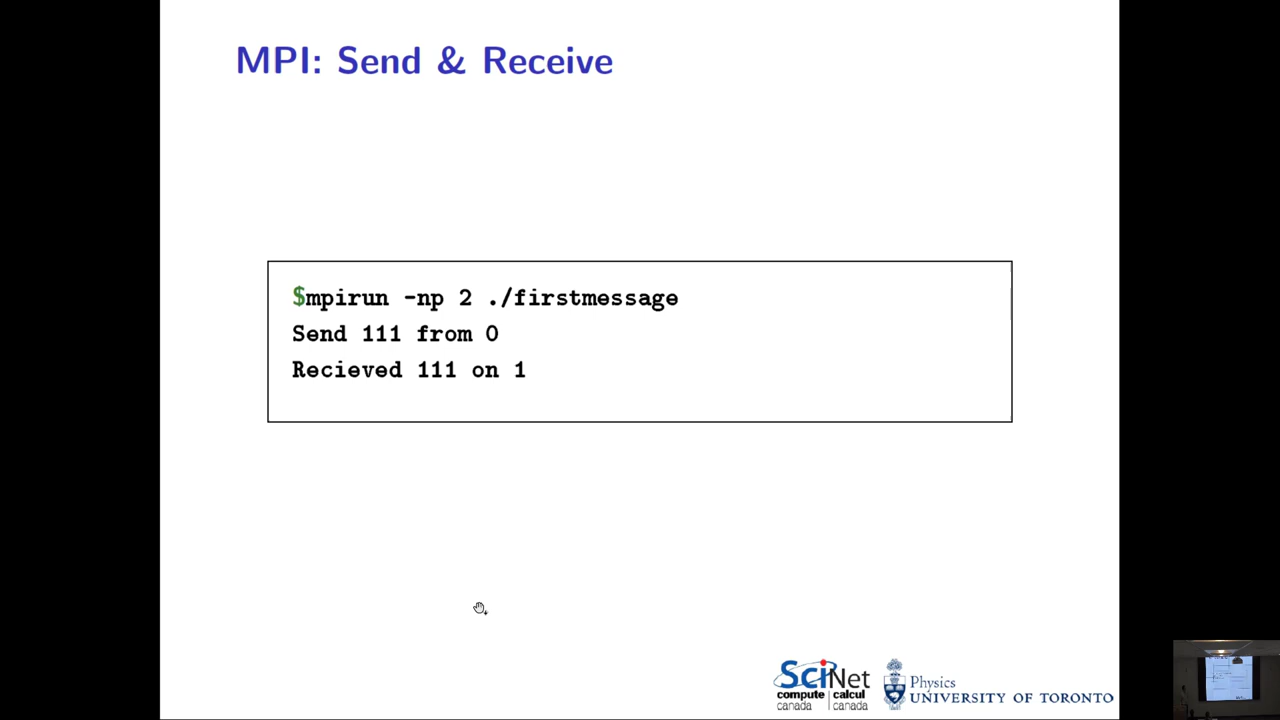 MPI: Send & Receive
$mpirun -np 2 ./firstmessage
Send 111 from 0
Recieved 111 on 1
SciNet
compute | calcul
canada | canada
Physics
UNIVERSITY OF TORONTO